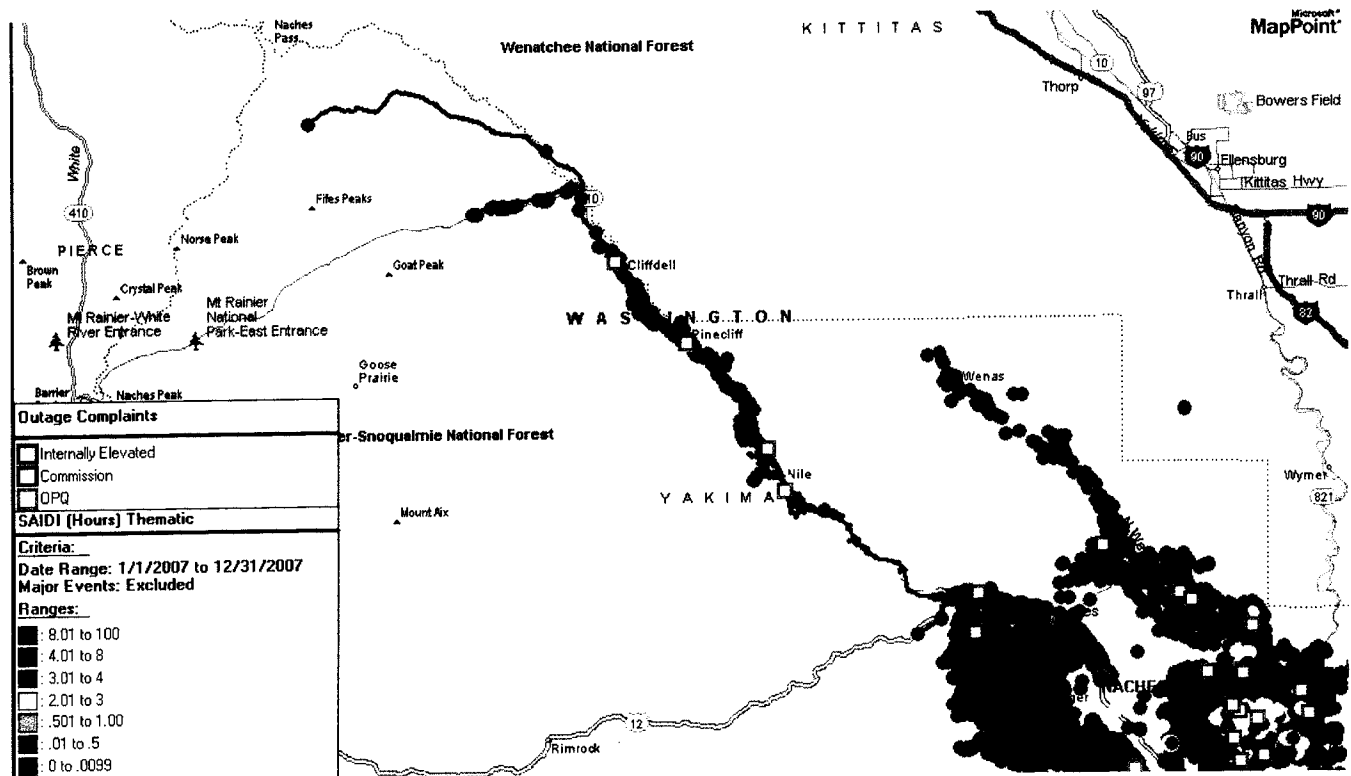 Microsoft®
MapPoint®
KITTITAS
Naches
Pass..
Wenatchee National Forest
10
Thorp
97
Bowers Field
Bus
90
Ellensburg
Kittitas Hwy
90
White
410
Fifes Peaks
PIERCE
Norse Peak
Brown
Peak
Crystal Peak
Goat Peak
Cliffdell
Canyon Rd
Thrall Rd
Thrall
82
Mt Rainier-White
River Entrance
Mt Rainier
National
Park-East Entrance
WASHINGTON
Pinecliff
Goose
Prairie
Wenas
Barrier
Naches Peak
Nile
YAKIMA
Wymer
821
Mount Aix
12
Rimrock
Outage Complaints
Internally Elevated
Commission
OPQ
SAIDI (Hours) Thematic
Criteria:
Date Range: 1/1/2007 to 12/31/2007
Major Events: Excluded
Ranges:
: 8.01 to 100
: 4.01 to 8
: 3.01 to 4
: 2.01 to 3
: .501 to 1.00
: .01 to .5
: 0 to .0099
er-Snoqualmie National Forest